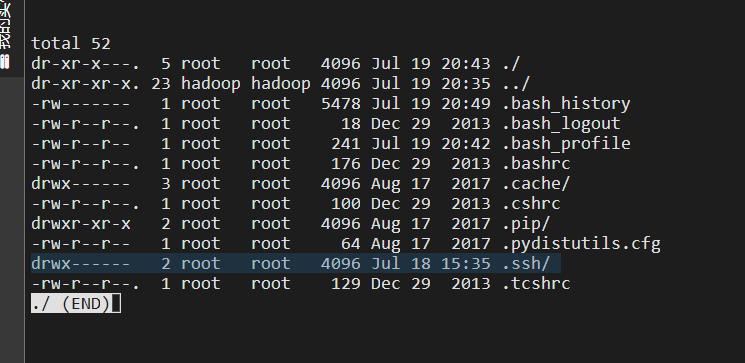 total 52
dr-xr-x---.  5 root   root   4096 Jul 19 20:43 ./
dr-xr-xr-x. 23 hadoop hadoop 4096 Jul 19 20:35 ../
-rw-------   1 root   root   5478 Jul 19 20:49 .bash_history
-rw-r--r--.  1 root   root     18 Dec 29  2013 .bash_logout
-rw-r--r--   1 root   root    241 Jul 19 20:42 .bash_profile
-rw-r--r--.  1 root   root    176 Dec 29  2013 .bashrc
drwx------   3 root   root   4096 Aug 17  2017 .cache/
-rw-r--r--.  1 root   root    100 Dec 29  2013 .cshrc
drwxr-xr-x   2 root   root   4096 Aug 17  2017 .pip/
-rw-r--r--   1 root   root     64 Aug 17  2017 .pydistutils.cfg
drwx------   2 root   root   4096 Jul 18 15:35 .ssh/
-rw-r--r--.  1 root   root    129 Dec 29  2013 .tcshrc
./ (END)